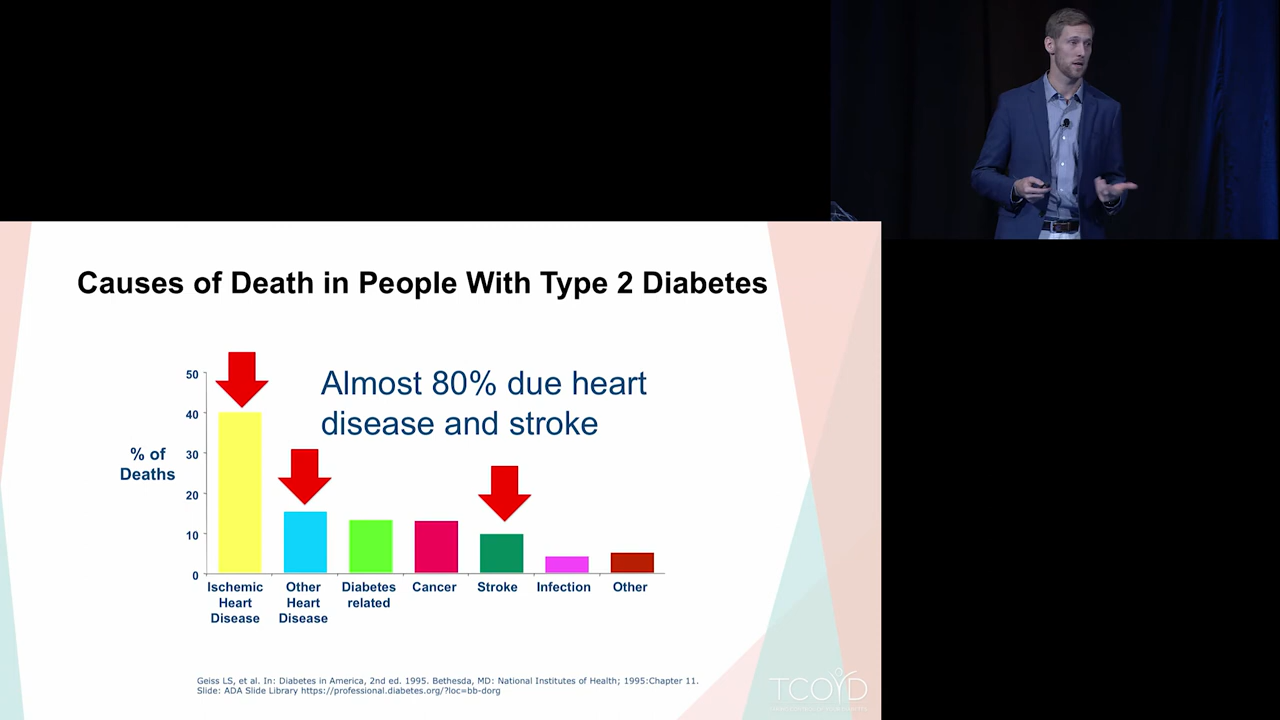 Causes of Death in People With Type 2 Diabetes
Almost 80% due heart
disease and stroke
% of
Deaths
50
40
30
20
10
0
Ischemic
Heart
Disease
Other
Heart
Disease
Diabetes
related
Cancer
Stroke
Infection
Other
Geiss LS, et al. In: Diabetes in America, 2nd ed. 1995. Bethesda, MD: National Institutes of Health; 1995:Chapter 11.
Slide: ADA Slide Library https://professional.diabetes.org/?loc=bb-dorg
TCOYD